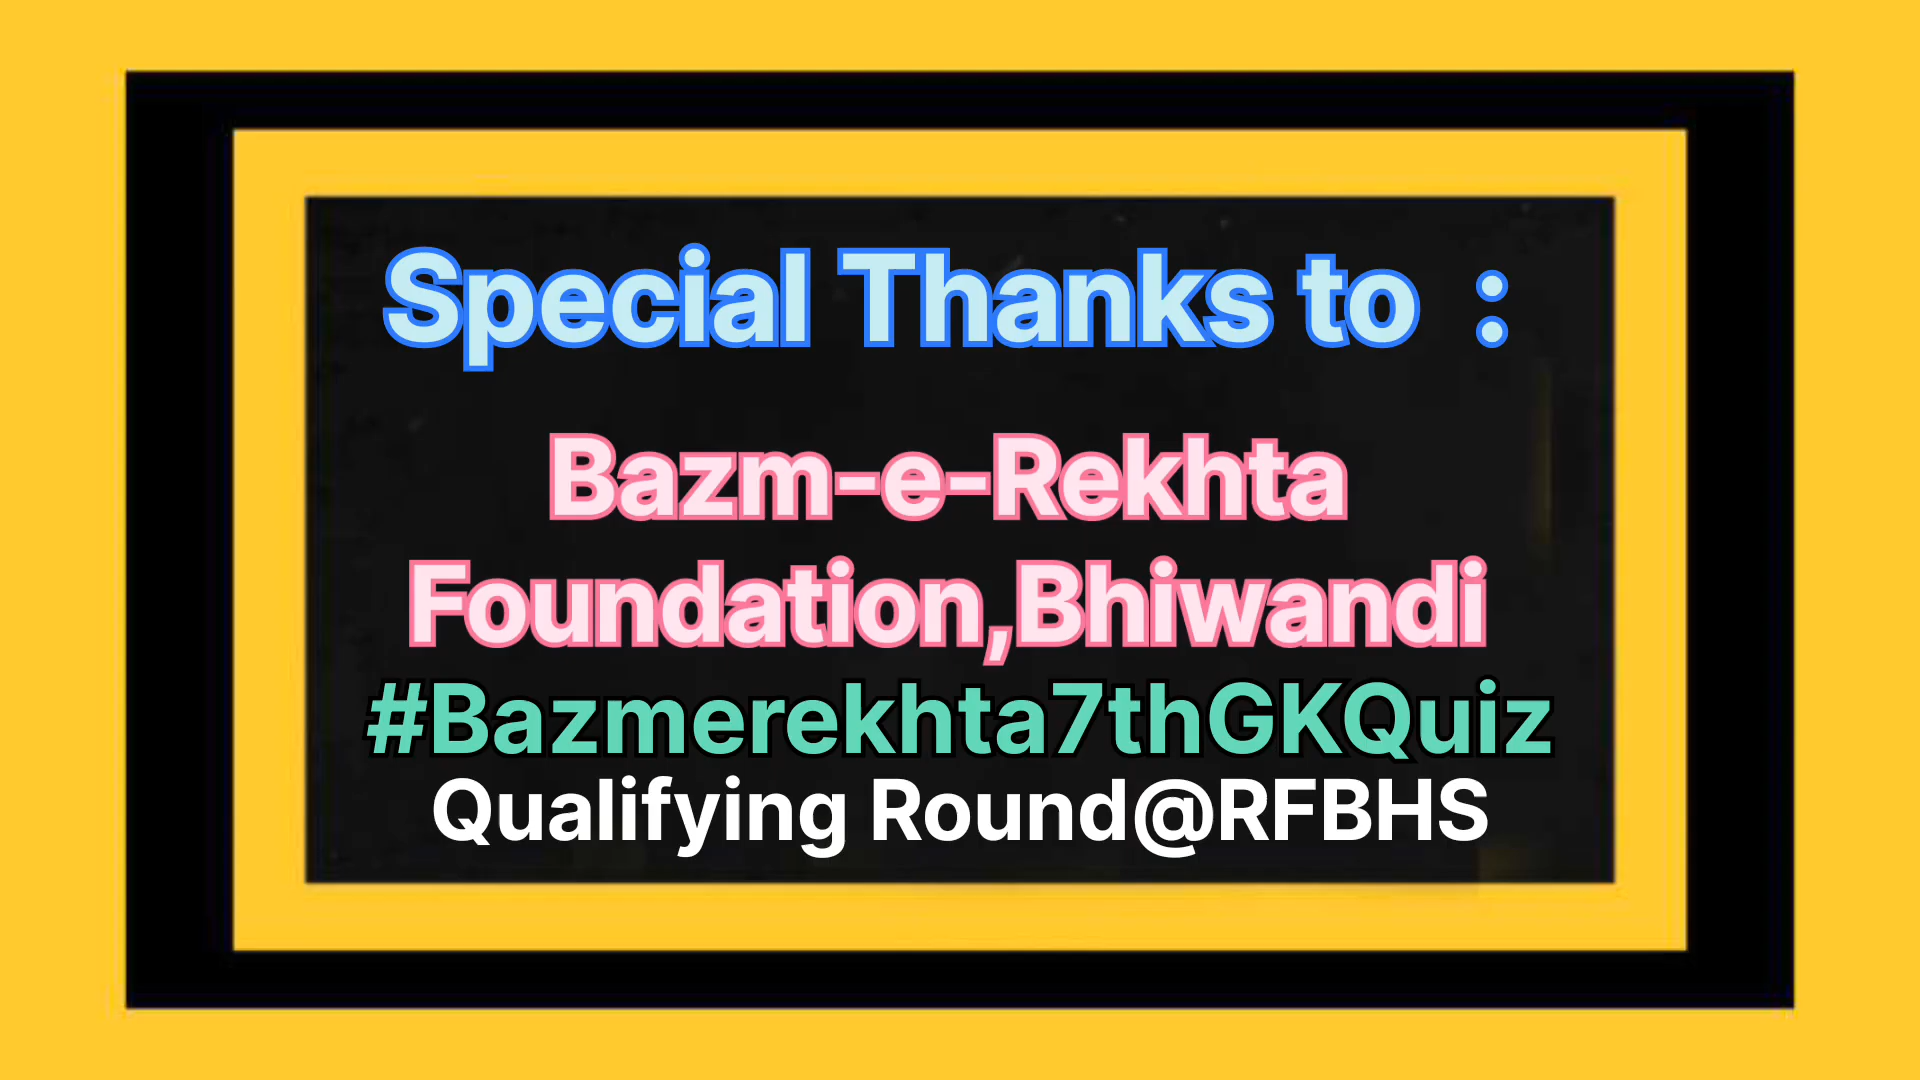 Special Thanks to :
Bazm-e-Rekhta
Foundation,Bhiwandi
#Bazmerekhta7thGKQuiz
Qualifying Round@RFBHS